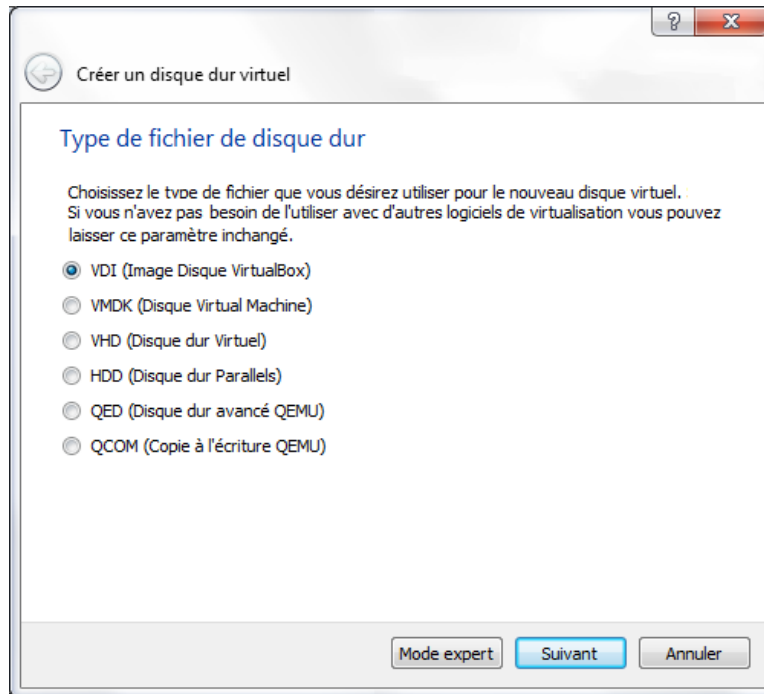 ?
X
Créer un disque dur virtuel
Type de fichier de disque dur
Choisissez le type de fichier que vous désirez utiliser pour le nouveau disque virtuel.
Si vous n'avez pas besoin de l'utiliser avec d'autres logiciels de virtualisation vous pouvez
laisser ce paramètre inchangé.
VDI (Image Disque VirtualBox)
VMDK (Disque Virtual Machine)
VHD (Disque dur Virtuel)
HDD (Disque dur Parallels)
QED (Disque dur avancé QEMU)
QCOM (Copie à l'écriture QEMU)
Mode expert Suivant Annuler